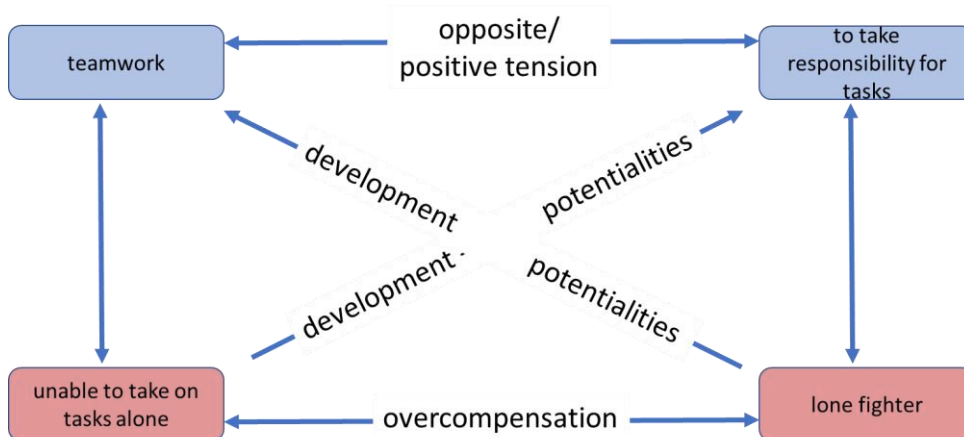 teamwork
opposite/
positive tension
to take
responsibility for
tasks
development
potentialities
development
potentialities
unable to take on
tasks alone
overcompensation
lone fighter